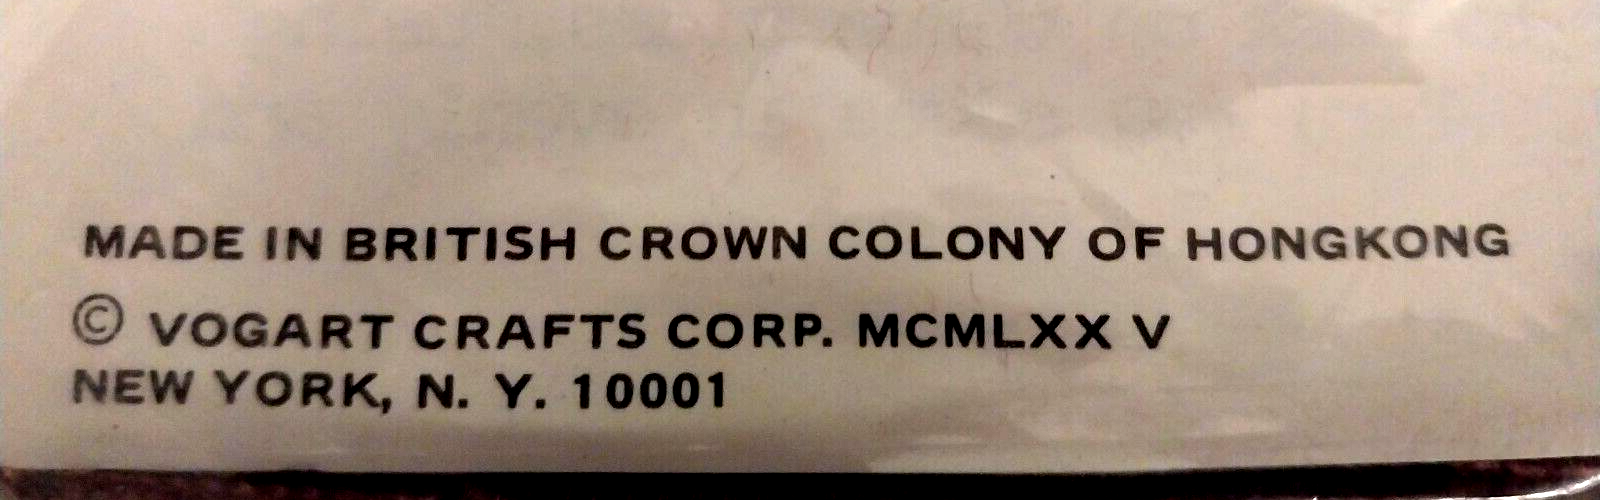 MADE IN BRITISH CROWN COLONY OF HONGKONG
© VOGART CRAFTS CORP. MCMLXX V
NEW YORK, N. Y. 10001